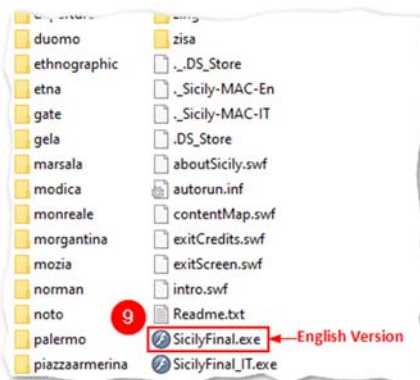 duomo
ethnographic
etna
gate
gela
marsala
modica
monreale
morgantina
mozia
norman
noto
palermo
piazzaarmerina
zisa
._.DS_Store
._Sicily-MAC-En
._Sicily-MAC-IT
.DS_Store
aboutSicily.swf
autorun.inf
contentMap.swf
exitCredits.swf
exitScreen.swf
intro.swf
9
Readme.txt
SicilyFinal.exe
English Version
SicilyFinal_IT.exe